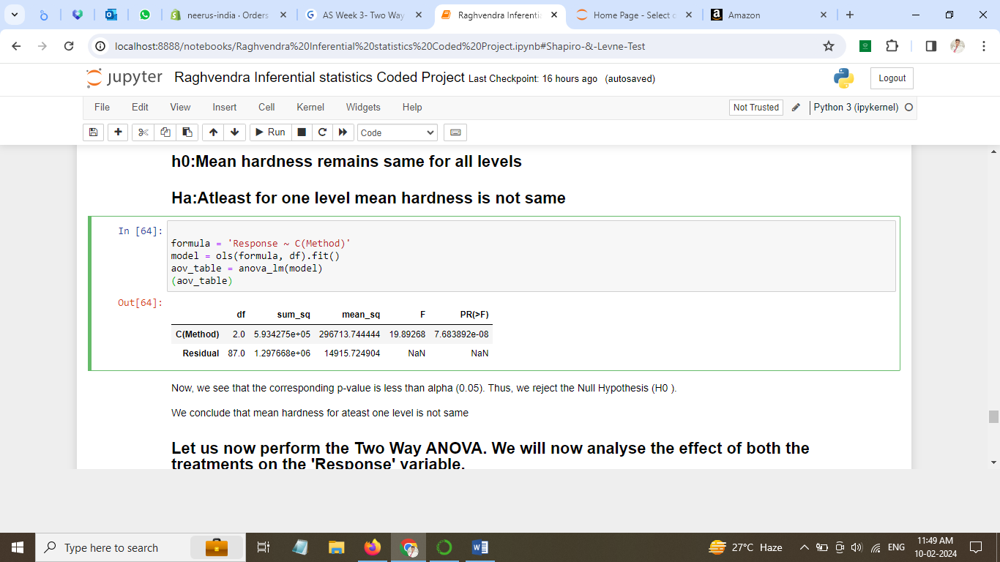 neerus-india · Orders
AS Week 3- Two Way
Raghvendra Inferenti
Home Page - Select
Amazon
localhost:8888/notebooks/Raghvendra%20Inferential%20statistics%20Coded%20Project.ipynb#Shapiro-&-Levne-Test
jupyter Raghvendra Inferential statistics Coded Project Last Checkpoint: 16 hours ago (autosaved)
Logout
File Edit View Insert Cell Kernel Widgets Help
Not Trusted
Python 3 (ipykernel)
Run
Code
h0:Mean hardness remains same for all levels
Ha:Atleast for one level mean hardness is not same
In [64]:
formula = 'Response ~ C(Method)'
model = ols(formula, df).fit()
aov_table = anova_lm(model)
(aov_table)
Out[64]:
df sum_sq mean_sq F PR(>F)
C(Method) 2.0 5.934275e+05 296713.744444 19.89268 7.683892e-08
Residual 87.0 1.297668e+06 14915.724904 NaN NaN
Now, we see that the corresponding p-value is less than alpha (0.05). Thus, we reject the Null Hypothesis (H0 ).
We conclude that mean hardness for ateast one level is not same
Let us now perform the Two Way ANOVA. We will now analyse the effect of both the
treatments on the 'Response' variable.
Type here to search
27°C Haze
ENG
11:49 AM
10-02-2024